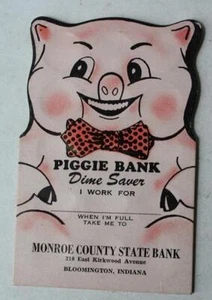 PIGGIE BANK
Dime Saver
I WORK FOR
WHEN I'M FULL
TAKE ME TO
MONROE COUNTY STATE BANK
210 East Kirkwood Avenue
BLOOMINGTON, INDIANA